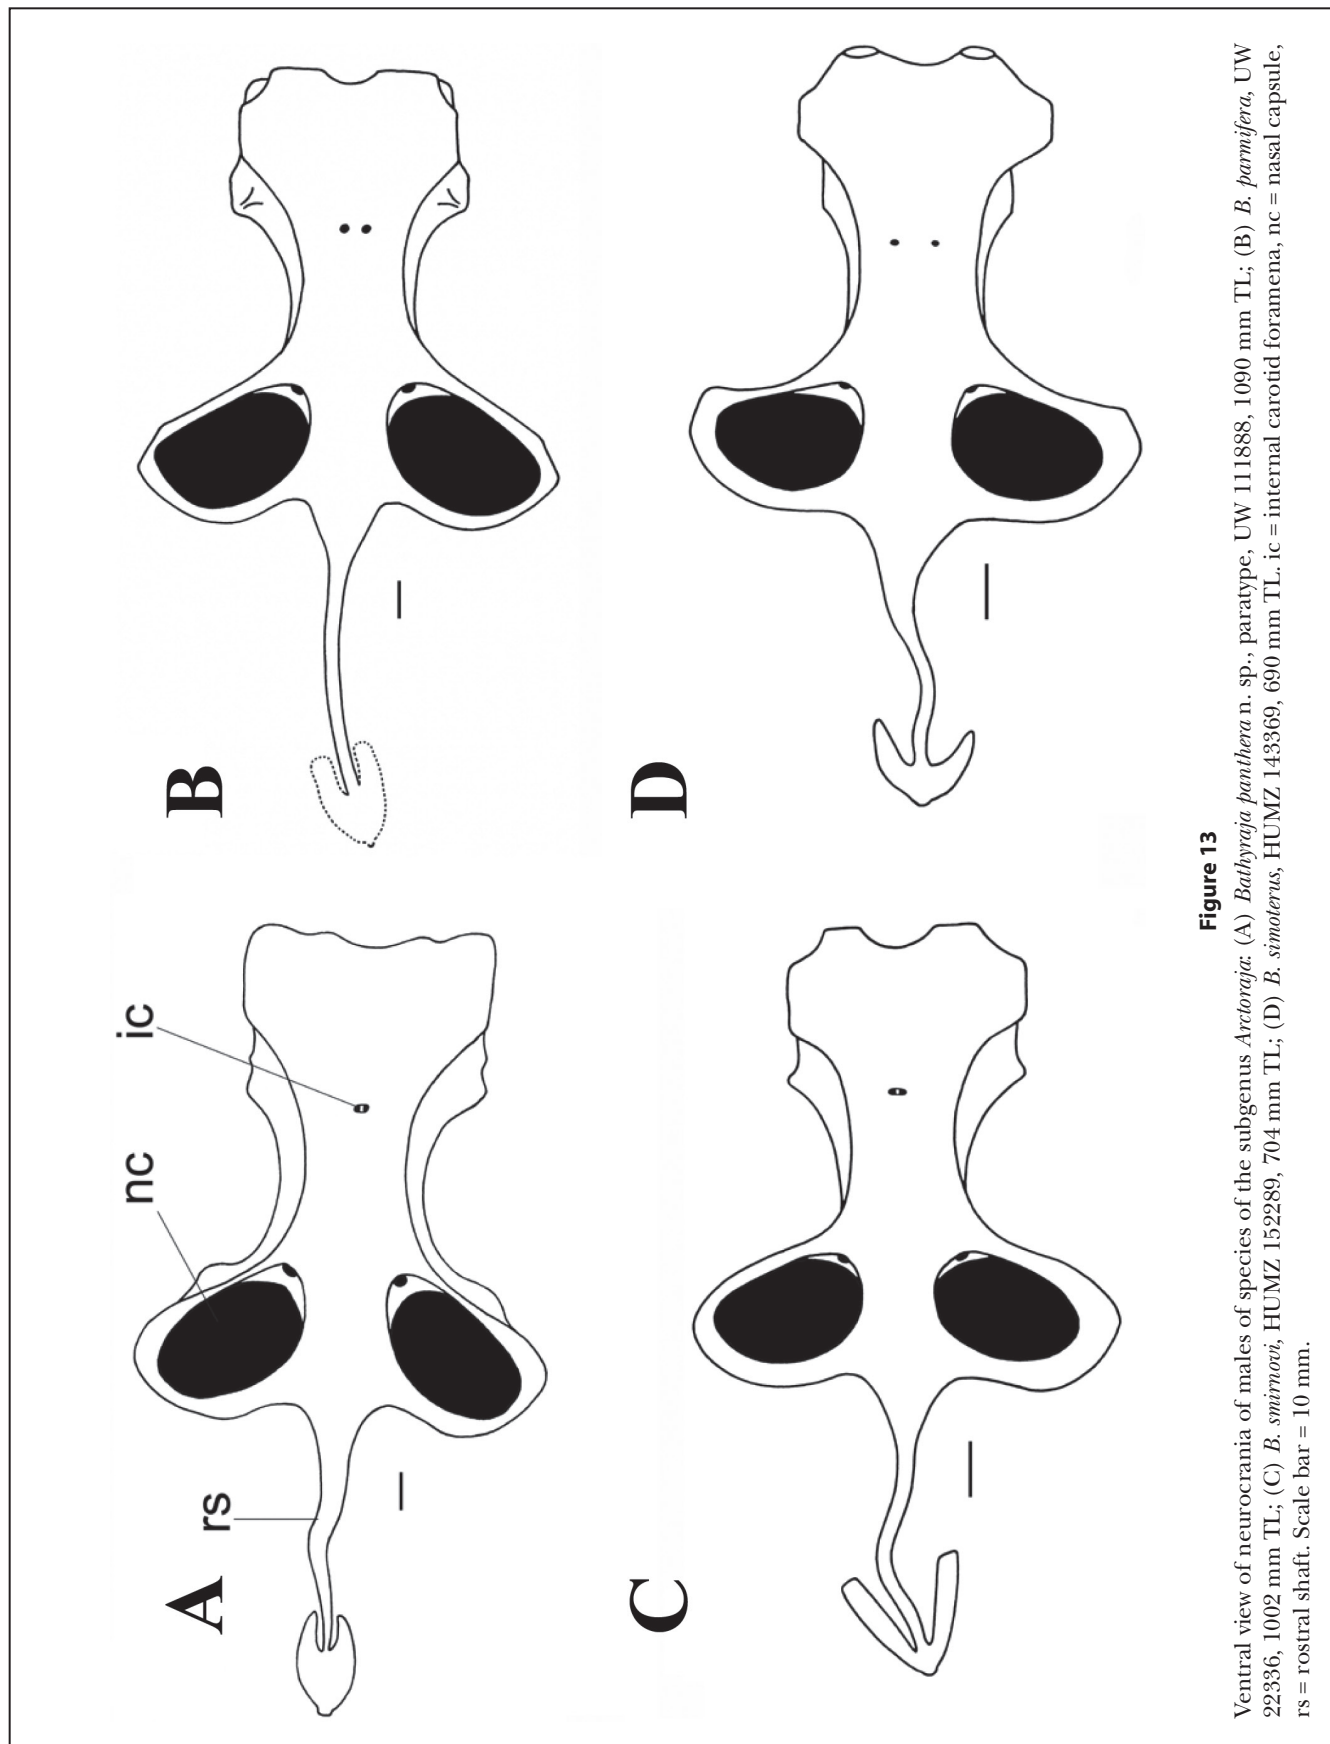 A
rs
nc
ic
B
C
D
Figure 13
Ventral view of neurocrania of males of species of the subgenus Arctoraja: (A) Bathyraja panthera n. sp., paratype, UW 111888, 1090 mm TL; (B) B. parmifera, UW
22336, 1002 mm TL; (C) B. smirnovi, HUMZ 152289, 704 mm TL; (D) B. simoterus, HUMZ 143369, 690 mm TL. ic = internal carotid foramena, nc = nasal capsule,
rs = rostral shaft. Scale bar = 10 mm.